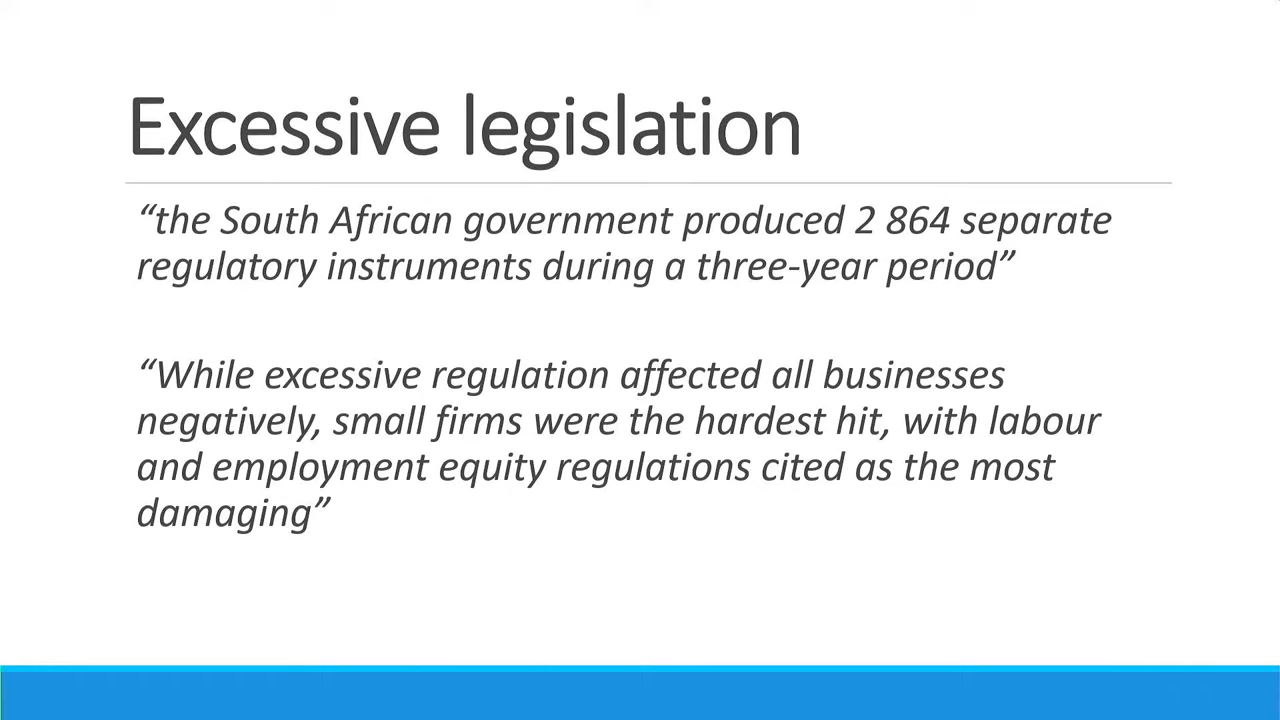 Excessive legislation
“the South African government produced 2 864 separate
regulatory instruments during a three-year period”
“While excessive regulation affected all businesses
negatively, small firms were the hardest hit, with labour
and employment equity regulations cited as the most
damaging”